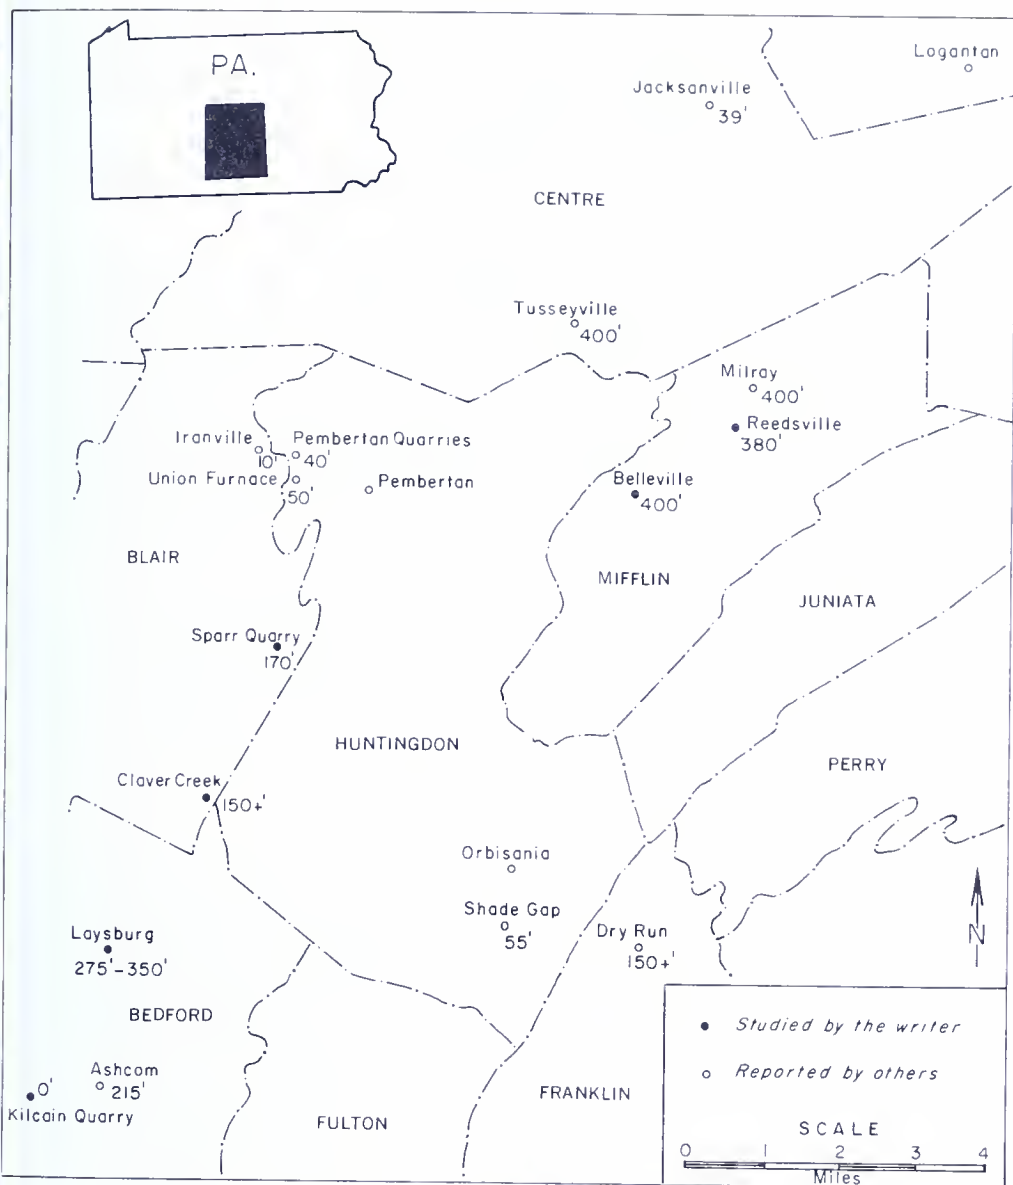 PA.
Logantan
Jacksanville
39'
CENTRE
Tusseyville
400'
Milray
400'
Reedsville
380'
Iranville
10'
Pembertan Quarries
40'
Union Furnace
50'
Pembertan
Belleville
400'
BLAIR
MIFFLIN
JUNIATA
Sparr Quarry
170'
HUNTINGDON
PERRY
Claver Creek
150+'
Orbisania
Shade Gap
55'
Dry Run
150+'
N
Laysburg
275'-350'
BEDFORD
Ashcam
215'
0'
Kilcain Quarry
FULTON
FRANKLIN
Studied by the writer
Reported by others
SCALE
0 1 2 3 4
Miles